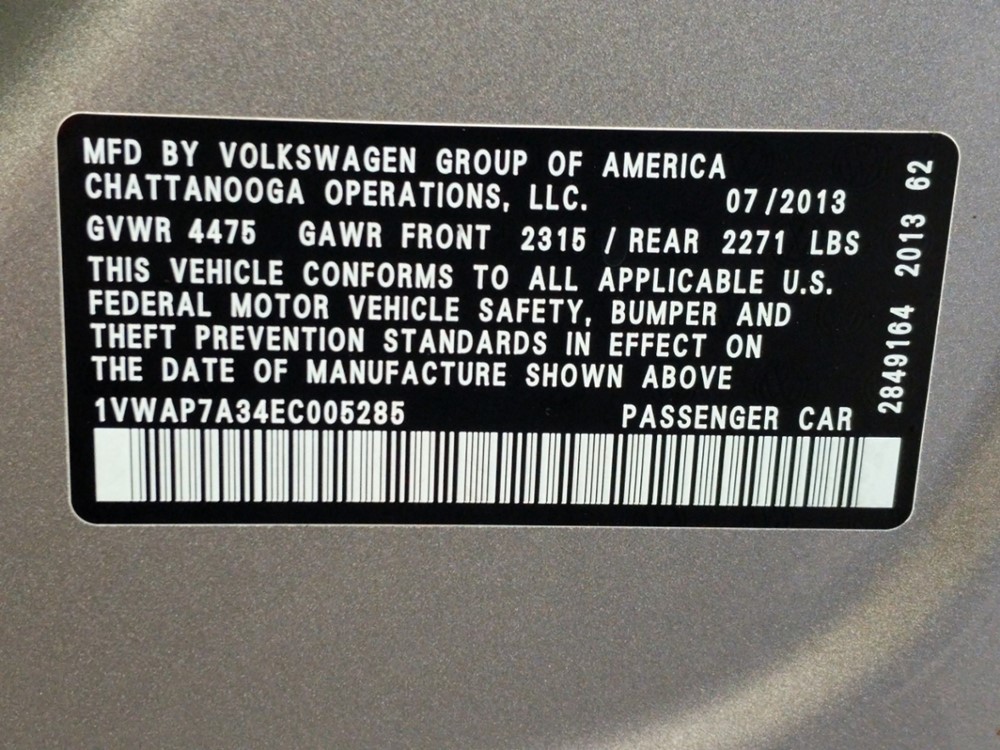 MFD BY VOLKSWAGEN GROUP OF AMERICA
CHATTANOOGA OPERATIONS, LLC. 07/2013
GVWR 4475 GAWR FRONT 2315 / REAR 2271 LBS
THIS VEHICLE CONFORMS TO ALL APPLICABLE U.S.
FEDERAL MOTOR VEHICLE SAFETY, BUMPER AND
THEFT PREVENTION STANDARDS IN EFFECT ON
THE DATE OF MANUFACTURE SHOWN ABOVE
1VWAP7A34EC005285 PASSENGER CAR
2849164 2013 62